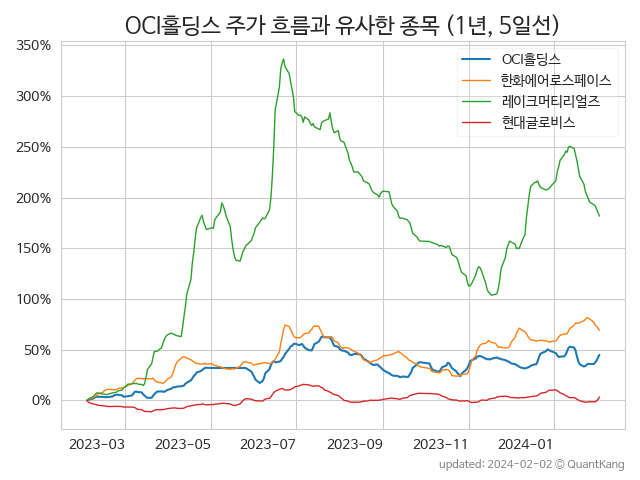 OCI홀딩스 주가 흐름과 유사한 종목 (1년, 5일선)
350%
300%
250%
200%
150%
100%
50%
0%
OCI홀딩스
한화에어로스페이스
레이크머티리얼즈
현대글로비스
2023-03 2023-05 2023-07 2023-09 2023-11 2024-01
updated: 2024-02-02 © QuantKang